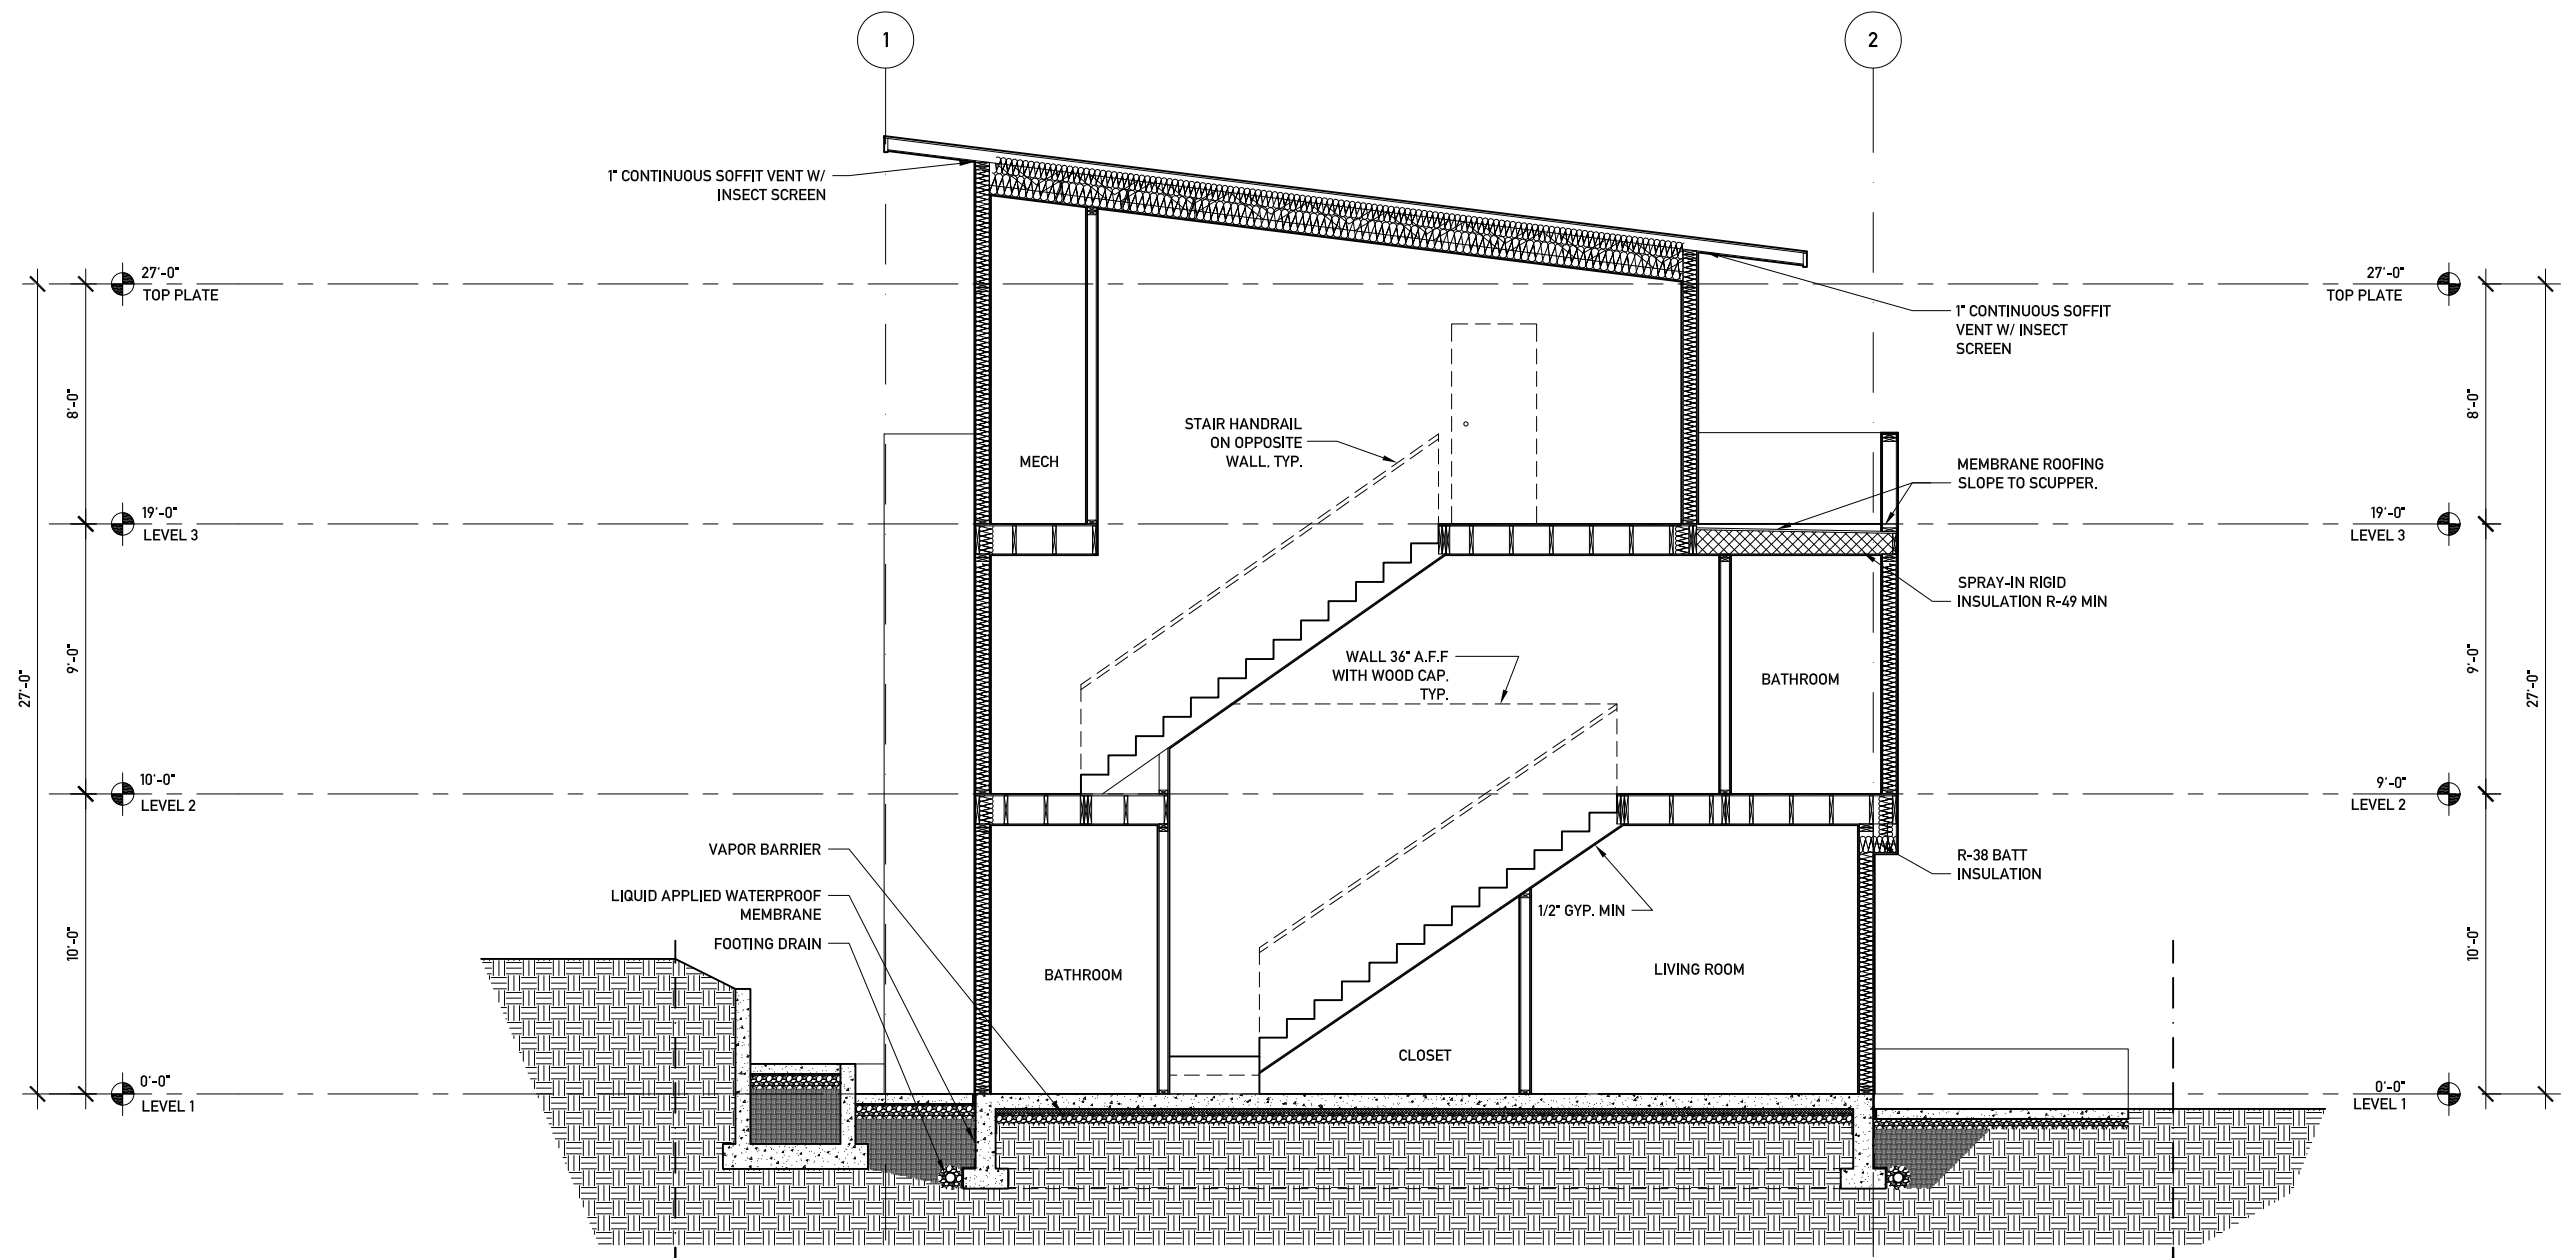 1
2
1" CONTINUOUS SOFFIT VENT W/
INSECT SCREEN
27'-0"
TOP PLATE
27'-0"
TOP PLATE
1" CONTINUOUS SOFFIT
VENT W/ INSECT
SCREEN
8'-0"
8'-0"
STAIR HANDRAIL
ON OPPOSITE
WALL, TYP.
MECH
MEMBRANE ROOFING
SLOPE TO SCUPPER.
19'-0"
LEVEL 3
19'-0"
LEVEL 3
SPRAY-IN RIGID
INSULATION R-49 MIN
WALL 36" A.F.F
WITH WOOD CAP,
TYP.
BATHROOM
9'-0"
9'-0"
27'-0"
27'-0"
10'-0"
LEVEL 2
9'-0"
LEVEL 2
VAPOR BARRIER
R-38 BATT
INSULATION
LIQUID APPLIED WATERPROOF
MEMBRANE
1/2" GYP. MIN
FOOTING DRAIN
10'-0"
10'-0"
BATHROOM
LIVING ROOM
CLOSET
0'-0"
LEVEL 1
0'-0"
LEVEL 1